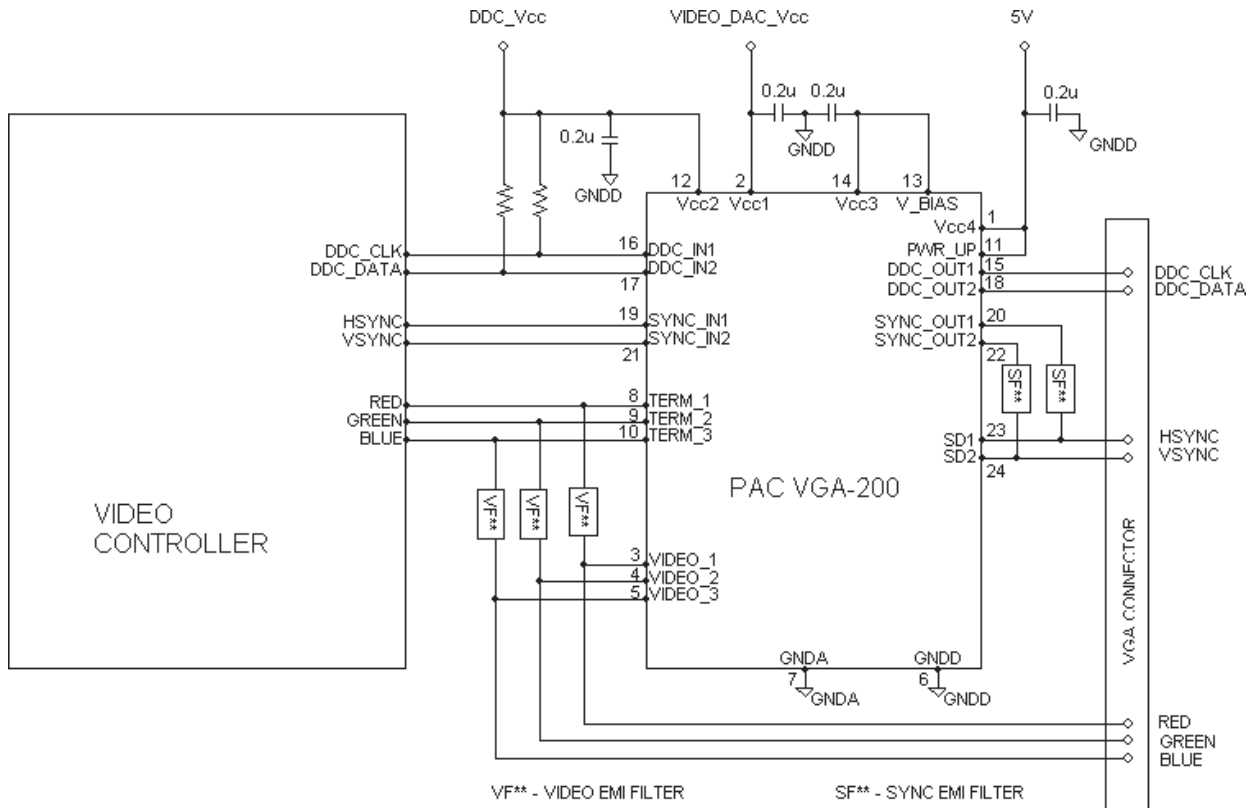 DDC_Vcc VIDEO_DAC_Vcc 5V
0.2u 0.2u 0.2u
0.2u GNDD GNDD
GNDD
12 2 14 13
Vcc2 Vcc1 Vcc3 V_BIAS
Vcc4 1
PWR_UP 11
DDC_CLK 16 DDC_IN1 DDC_OUT1 15 DDC_CLK
DDC_DATA 17 DDC_IN2 DDC_OUT2 18 DDC_DATA
HSYNC 19 SYNC_IN1 SYNC_OUT1 20
VSYNC 21 SYNC_IN2 SYNC_OUT2 22
SF** SF**
RED 8 TERM_1
GREEN 9 TERM_2
BLUE 10 TERM_3
SD1 23 HSYNC
SD2 24 VSYNC
PAC VGA-200
VIDEO
CONTROLLER
VF** VF** VF**
3 VIDEO_1
4 VIDEO_2
5 VIDEO_3
VGA CONNECTOR
GNDA GNDD
7 6
GNDA GNDD
RED
GREEN
BLUE
VF** - VIDEO EMI FILTER SF** - SYNC EMI FILTER